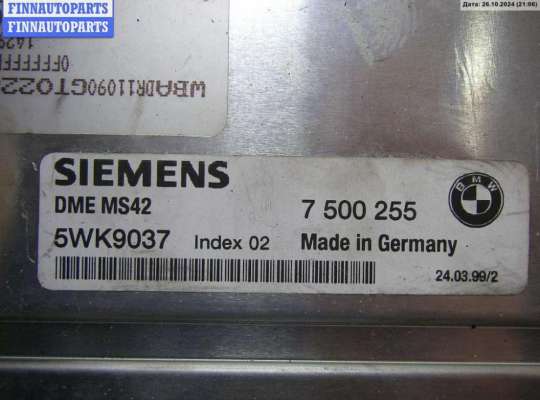 FINNAUTOPARTS
FINNAUTOPARTS
FINNAUTOPARTS
Дата: 26.10.2024 (21:06)
WBADR11090GT022
SIEMENS
DME MS42
7 500 255
BMW
5WK9037 Index 02 Made in Germany
24.03.99/2